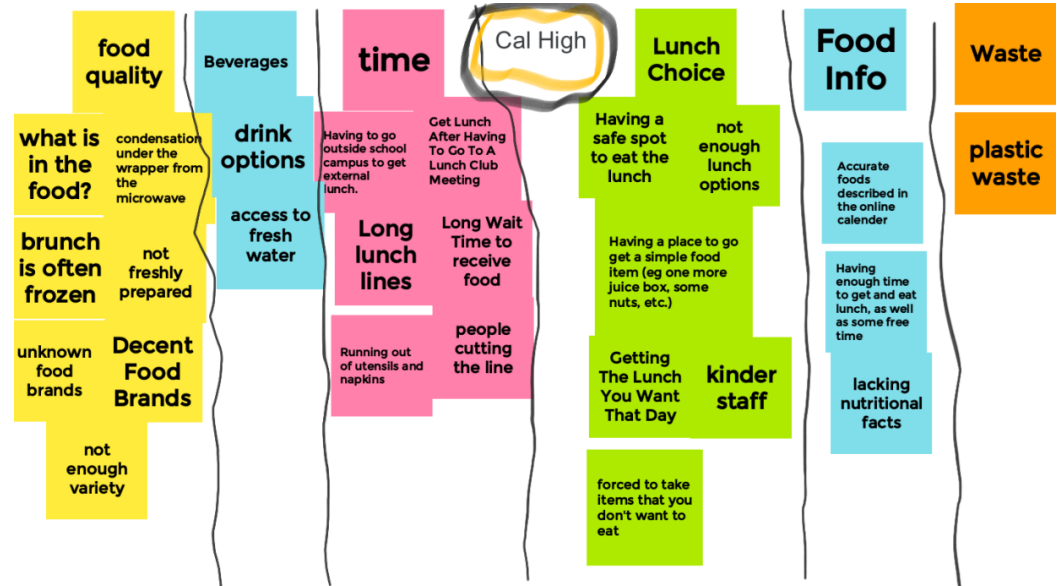 Cal High
food
quality
what is
in the
food?
condensation
under the
wrapper from
the
microwave
brunch
is often
frozen
not
freshly
prepared
unknown
food
brands
Decent
Food
Brands
not
enough
variety
Beverages
drink
options
access to
fresh
water
time
Having to go
outside school
campus to get
external
lunch.
Get Lunch
After Having
To Go To A
Lunch Club
Meeting
Long
lunch
lines
Long Wait
Time to
receive
food
Running out
of utensils and
napkins
people
cutting
the line
Lunch
Choice
Having a
safe spot
to eat the
lunch
not
enough
lunch
options
Having a place to go
get a simple food
item (eg one more
juice box, some
nuts, etc.)
Getting
The Lunch
You Want
That Day
kinder
staff
forced to take
items that you
don't want to
eat
Food
Info
Accurate
foods
described in
the online
calender
Having
enough time
to get and eat
lunch, as well
as some free
time
lacking
nutritional
facts
Waste
plastic
waste